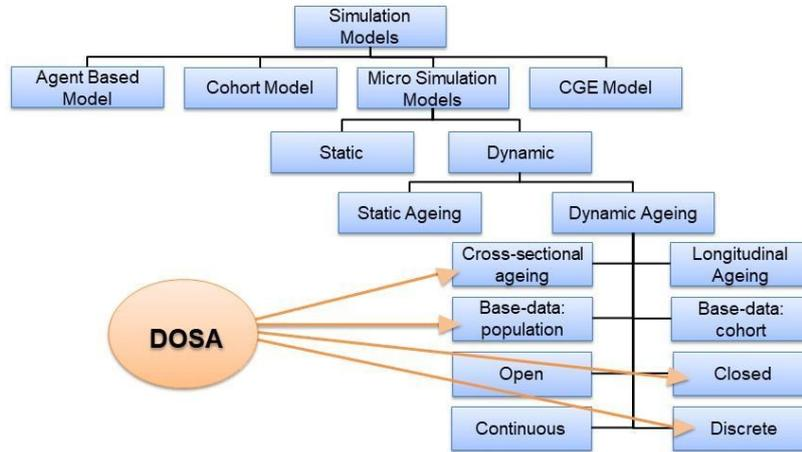 Simulation
Models
Agent Based
Model
Cohort Model
Micro Simulation
Models
CGE Model
Static
Dynamic
Static Ageing
Dynamic Ageing
Cross-sectional
ageing
Longitudinal
Ageing
DOSA
Base-data:
population
Base-data:
cohort
Open
Closed
Continuous
Discrete